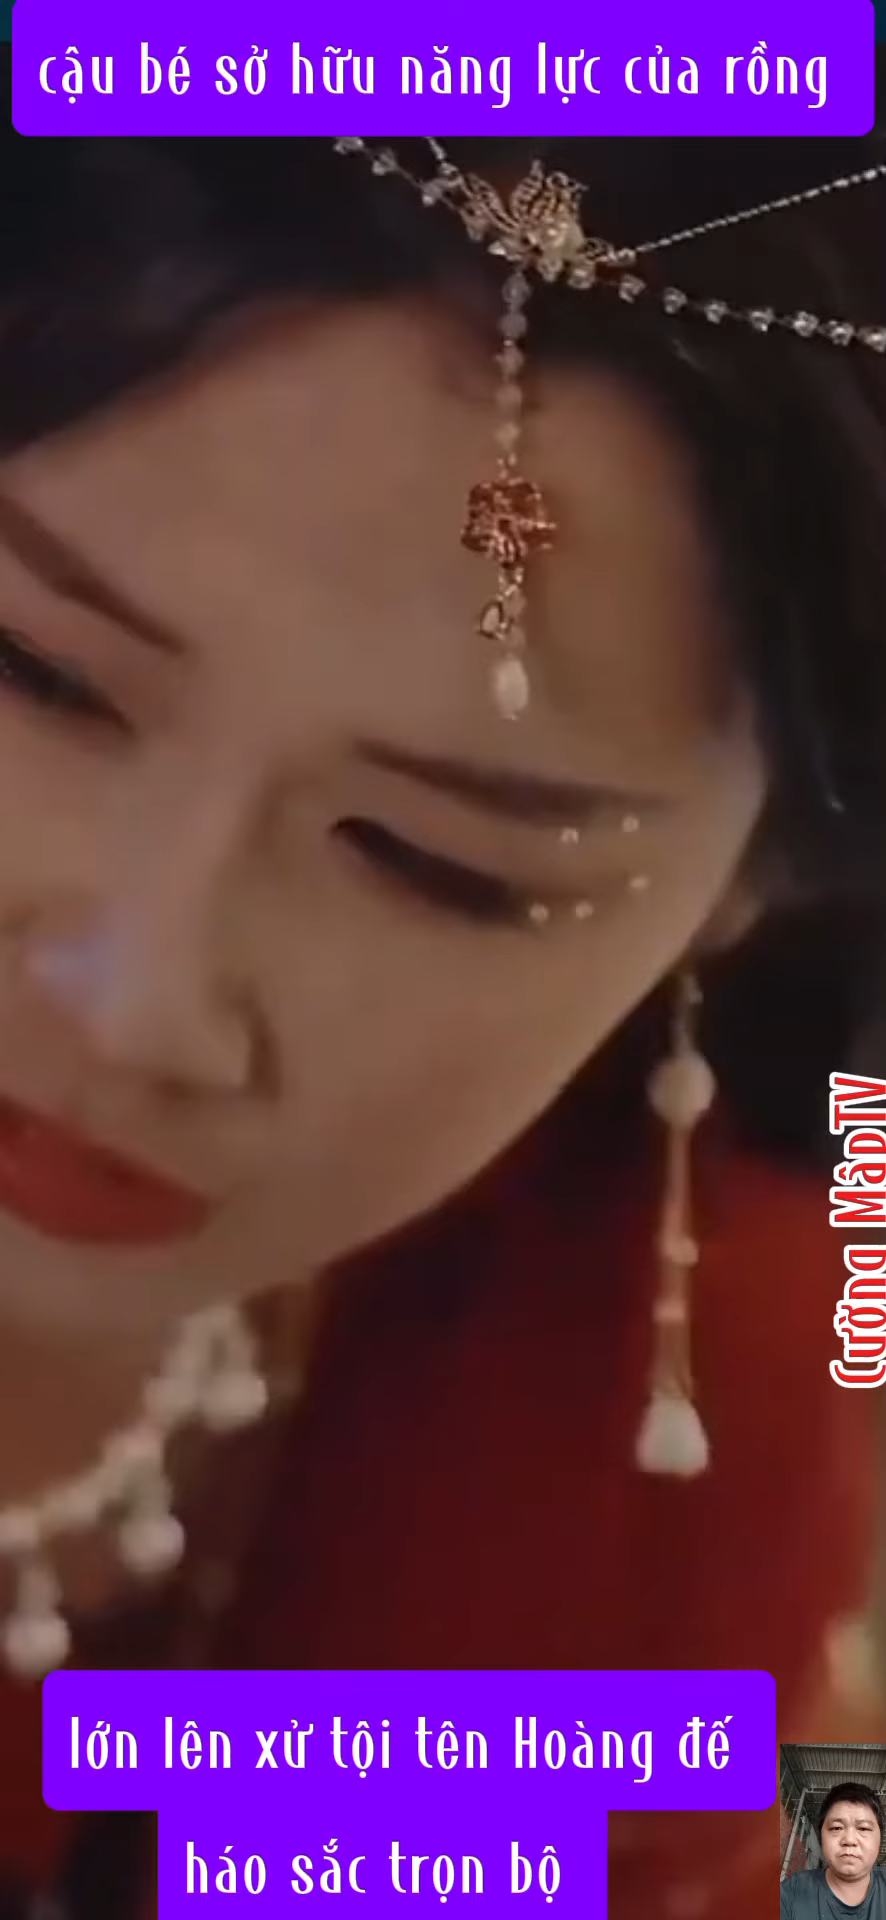 cậu bé sở hữu năng lực của rồng
Cường MậpTV
lớn lên xử tội tên Hoàng đế
háo sắc trọn bộ